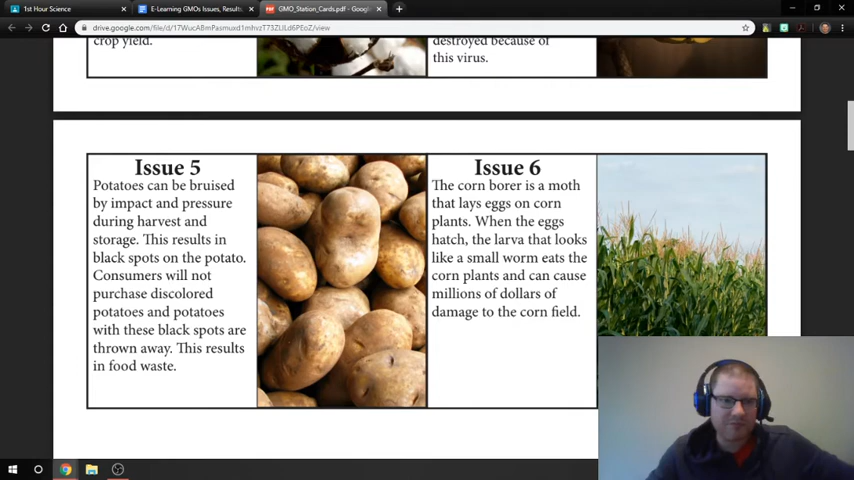 1st Hour Science
E-Learning GMOs Issues, Results
GMO_Station_Cards.pdf - Googl
drive.google.com/file/d/17WucABmPasmuxd1mhvzT73ZlJLd6PEoZ/view
crop yield.
destroyed because of
this virus.
Issue 5
Potatoes can be bruised
by impact and pressure
during harvest and
storage. This results in
black spots on the potato.
Consumers will not
purchase discolored
potatoes and potatoes
with these black spots are
thrown away. This results
in food waste.
Issue 6
The corn borer is a moth
that lays eggs on corn
plants. When the eggs
hatch, the larva that looks
like a small worm eats the
corn plants and can cause
millions of dollars of
damage to the corn field.